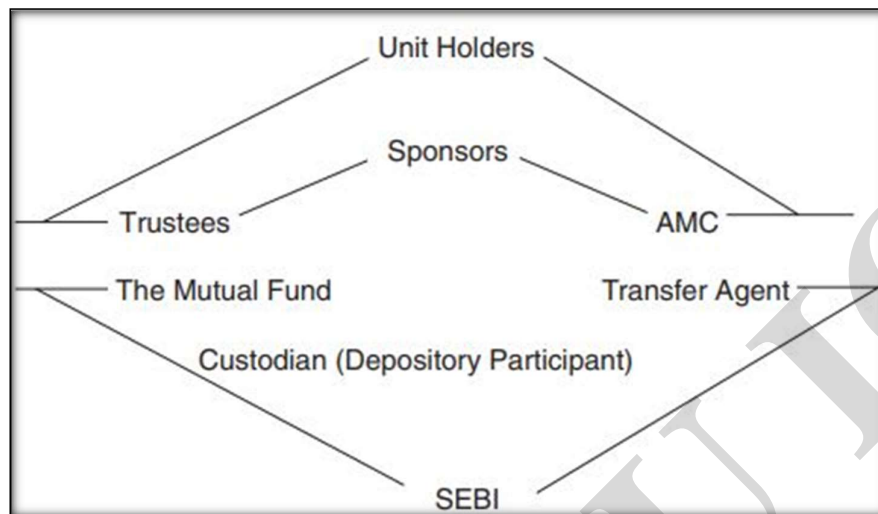 Unit Holders
Sponsors
Trustees AMC
The Mutual Fund Transfer Agent
Custodian (Depository Participant)
SEBI